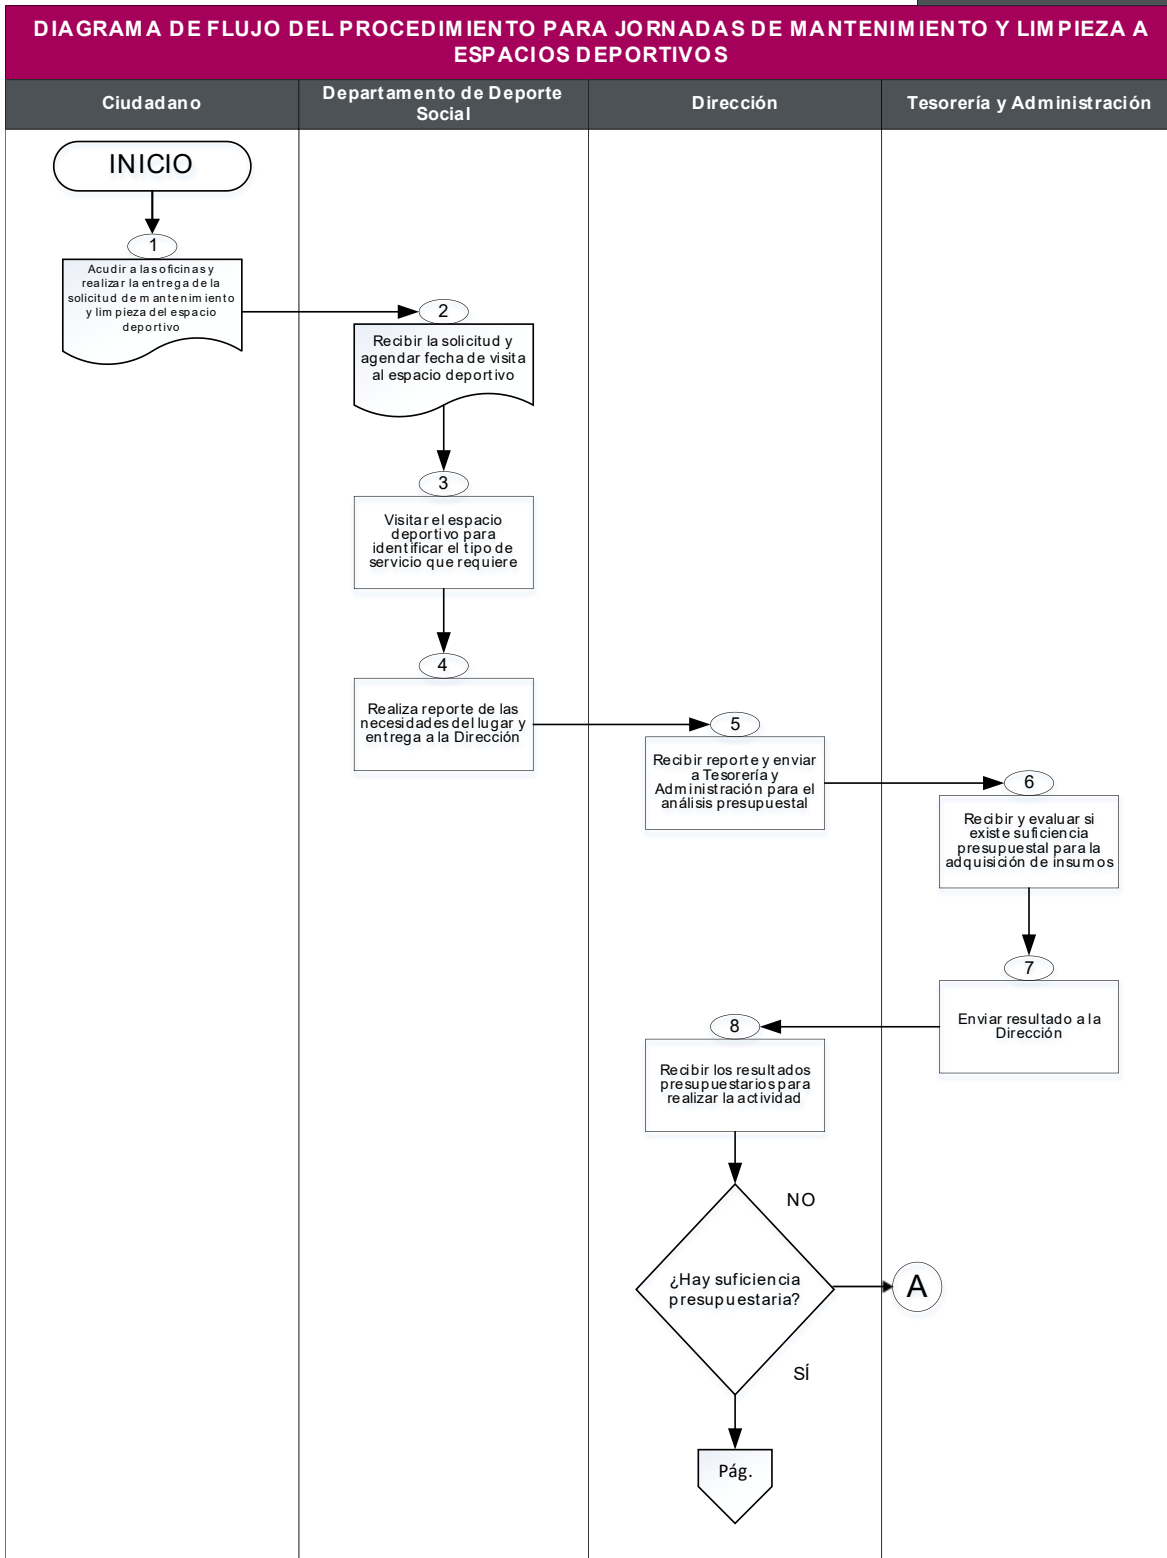 DIAGRAMA DE FLUJO DEL PROCEDIMIENTO PARA JORNADAS DE MANTENIMIENTO Y LIMPIEZA A
ESPACIOS DEPORTIVOS
Ciudadano
Departamento de Deporte
Social
Dirección
Tesorería y Administración
INICIO
1
Acudir a las oficinas y
realizar la entrega de la
solicitud de mantenimiento
y limpieza del espacio
deportivo
2
Recibir la solicitud y
agendar fecha de visita
al espacio deportivo
3
Visitar el espacio
deportivo para
identificar el tipo de
servicio que requiere
4
Realiza reporte de las
necesidades del lugar y
entrega a la Dirección
5
Recibir reporte y enviar
a Tesorería y
Administración para el
análisis presupuestal
6
Recibir y evaluar si
existe suficiencia
presupuestal para la
adquisición de insumos
7
Enviar resultado a la
Dirección
8
Recibir los resultados
presupuestarios para
realizar la actividad
NO
¿Hay suficiencia
presupuestaria?
A
SÍ
Pág.